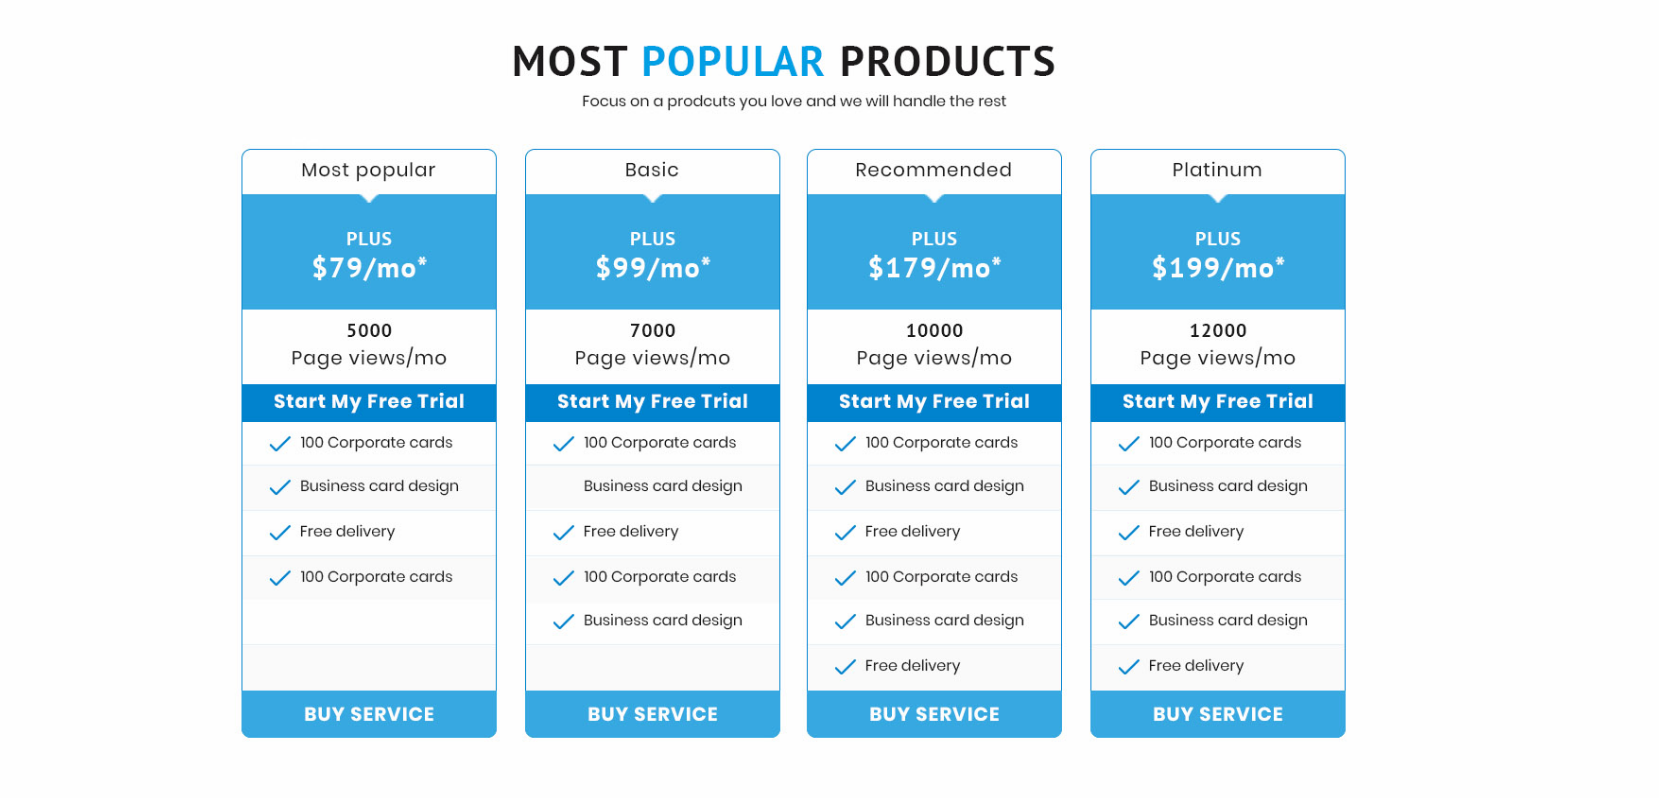 MOST POPULAR PRODUCTS
Focus on a prodcuts you love and we will handle the rest
Most popular
PLUS
$79/mo*
5000
Page views/mo
Start My Free Trial
100 Corporate cards
Business card design
Free delivery
100 Corporate cards
BUY SERVICE
Basic
PLUS
$99/mo*
7000
Page views/mo
Start My Free Trial
100 Corporate cards
Business card design
Free delivery
100 Corporate cards
Business card design
BUY SERVICE
Recommended
PLUS
$179/mo*
10000
Page views/mo
Start My Free Trial
100 Corporate cards
Business card design
Free delivery
100 Corporate cards
Business card design
Free delivery
BUY SERVICE
Platinum
PLUS
$199/mo*
12000
Page views/mo
Start My Free Trial
100 Corporate cards
Business card design
Free delivery
100 Corporate cards
Business card design
Free delivery
BUY SERVICE